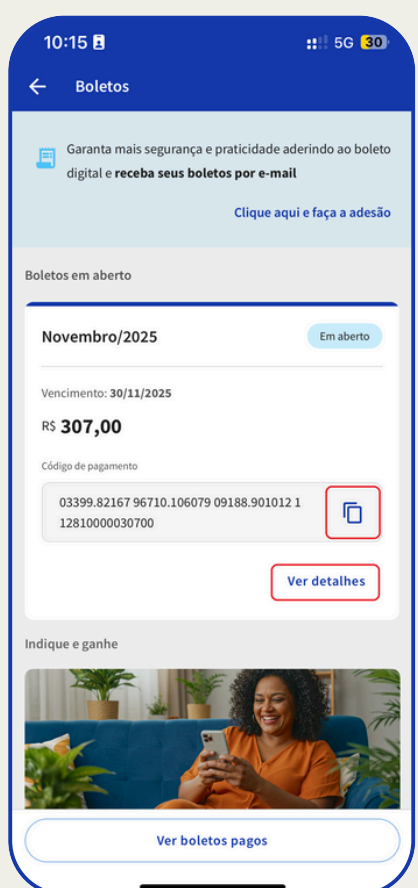 10:15 5G 30
Boletos
Garanta mais segurança e praticidade aderindo ao boleto
digital e receba seus boletos por e-mail
Clique aqui e faça a adesão
Boletos em aberto
Novembro/2025 Em aberto
Vencimento: 30/11/2025
R$ 307,00
Código de pagamento
03399.82167 96710.106079 09188.901012 1
12810000030700
Ver detalhes
Indique e ganhe
Ver boletos pagos